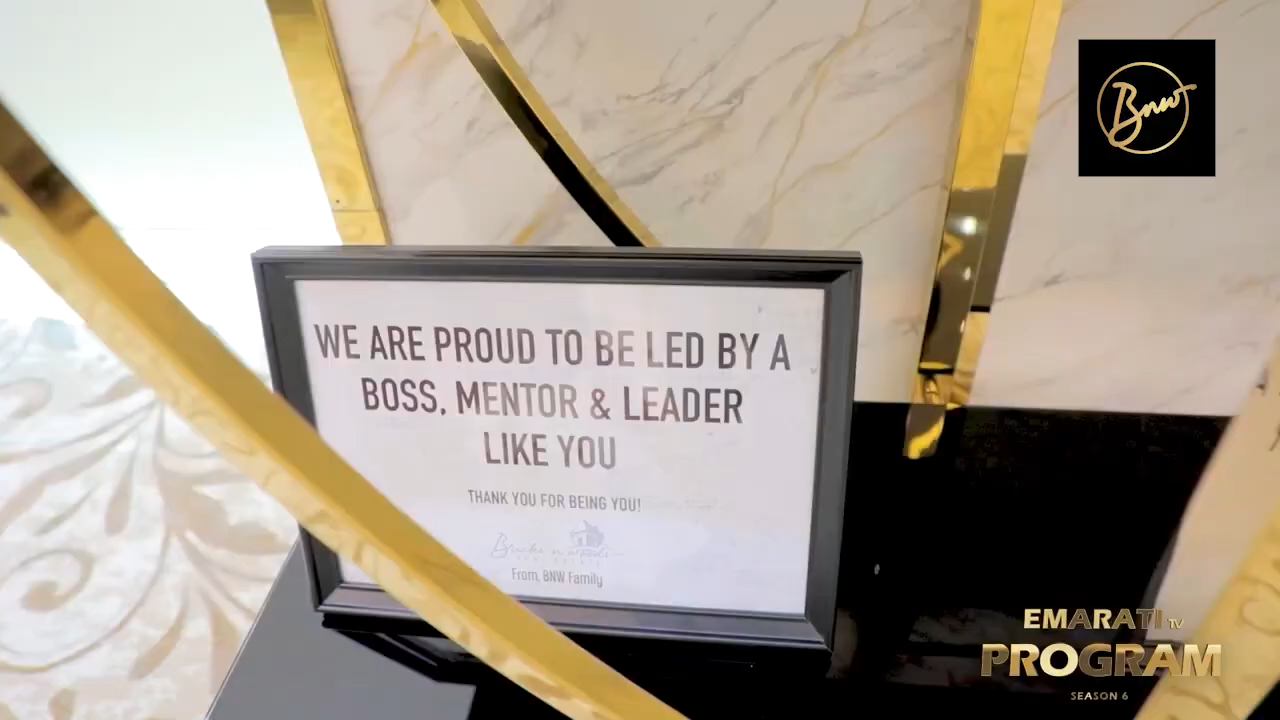 Bnw
WE ARE PROUD TO BE LED BY A
BOSS, MENTOR & LEADER
LIKE YOU
THANK YOU FOR BEING YOU!
From, BNW Family
EMARATI TV
PROGRAM
SEASON 6